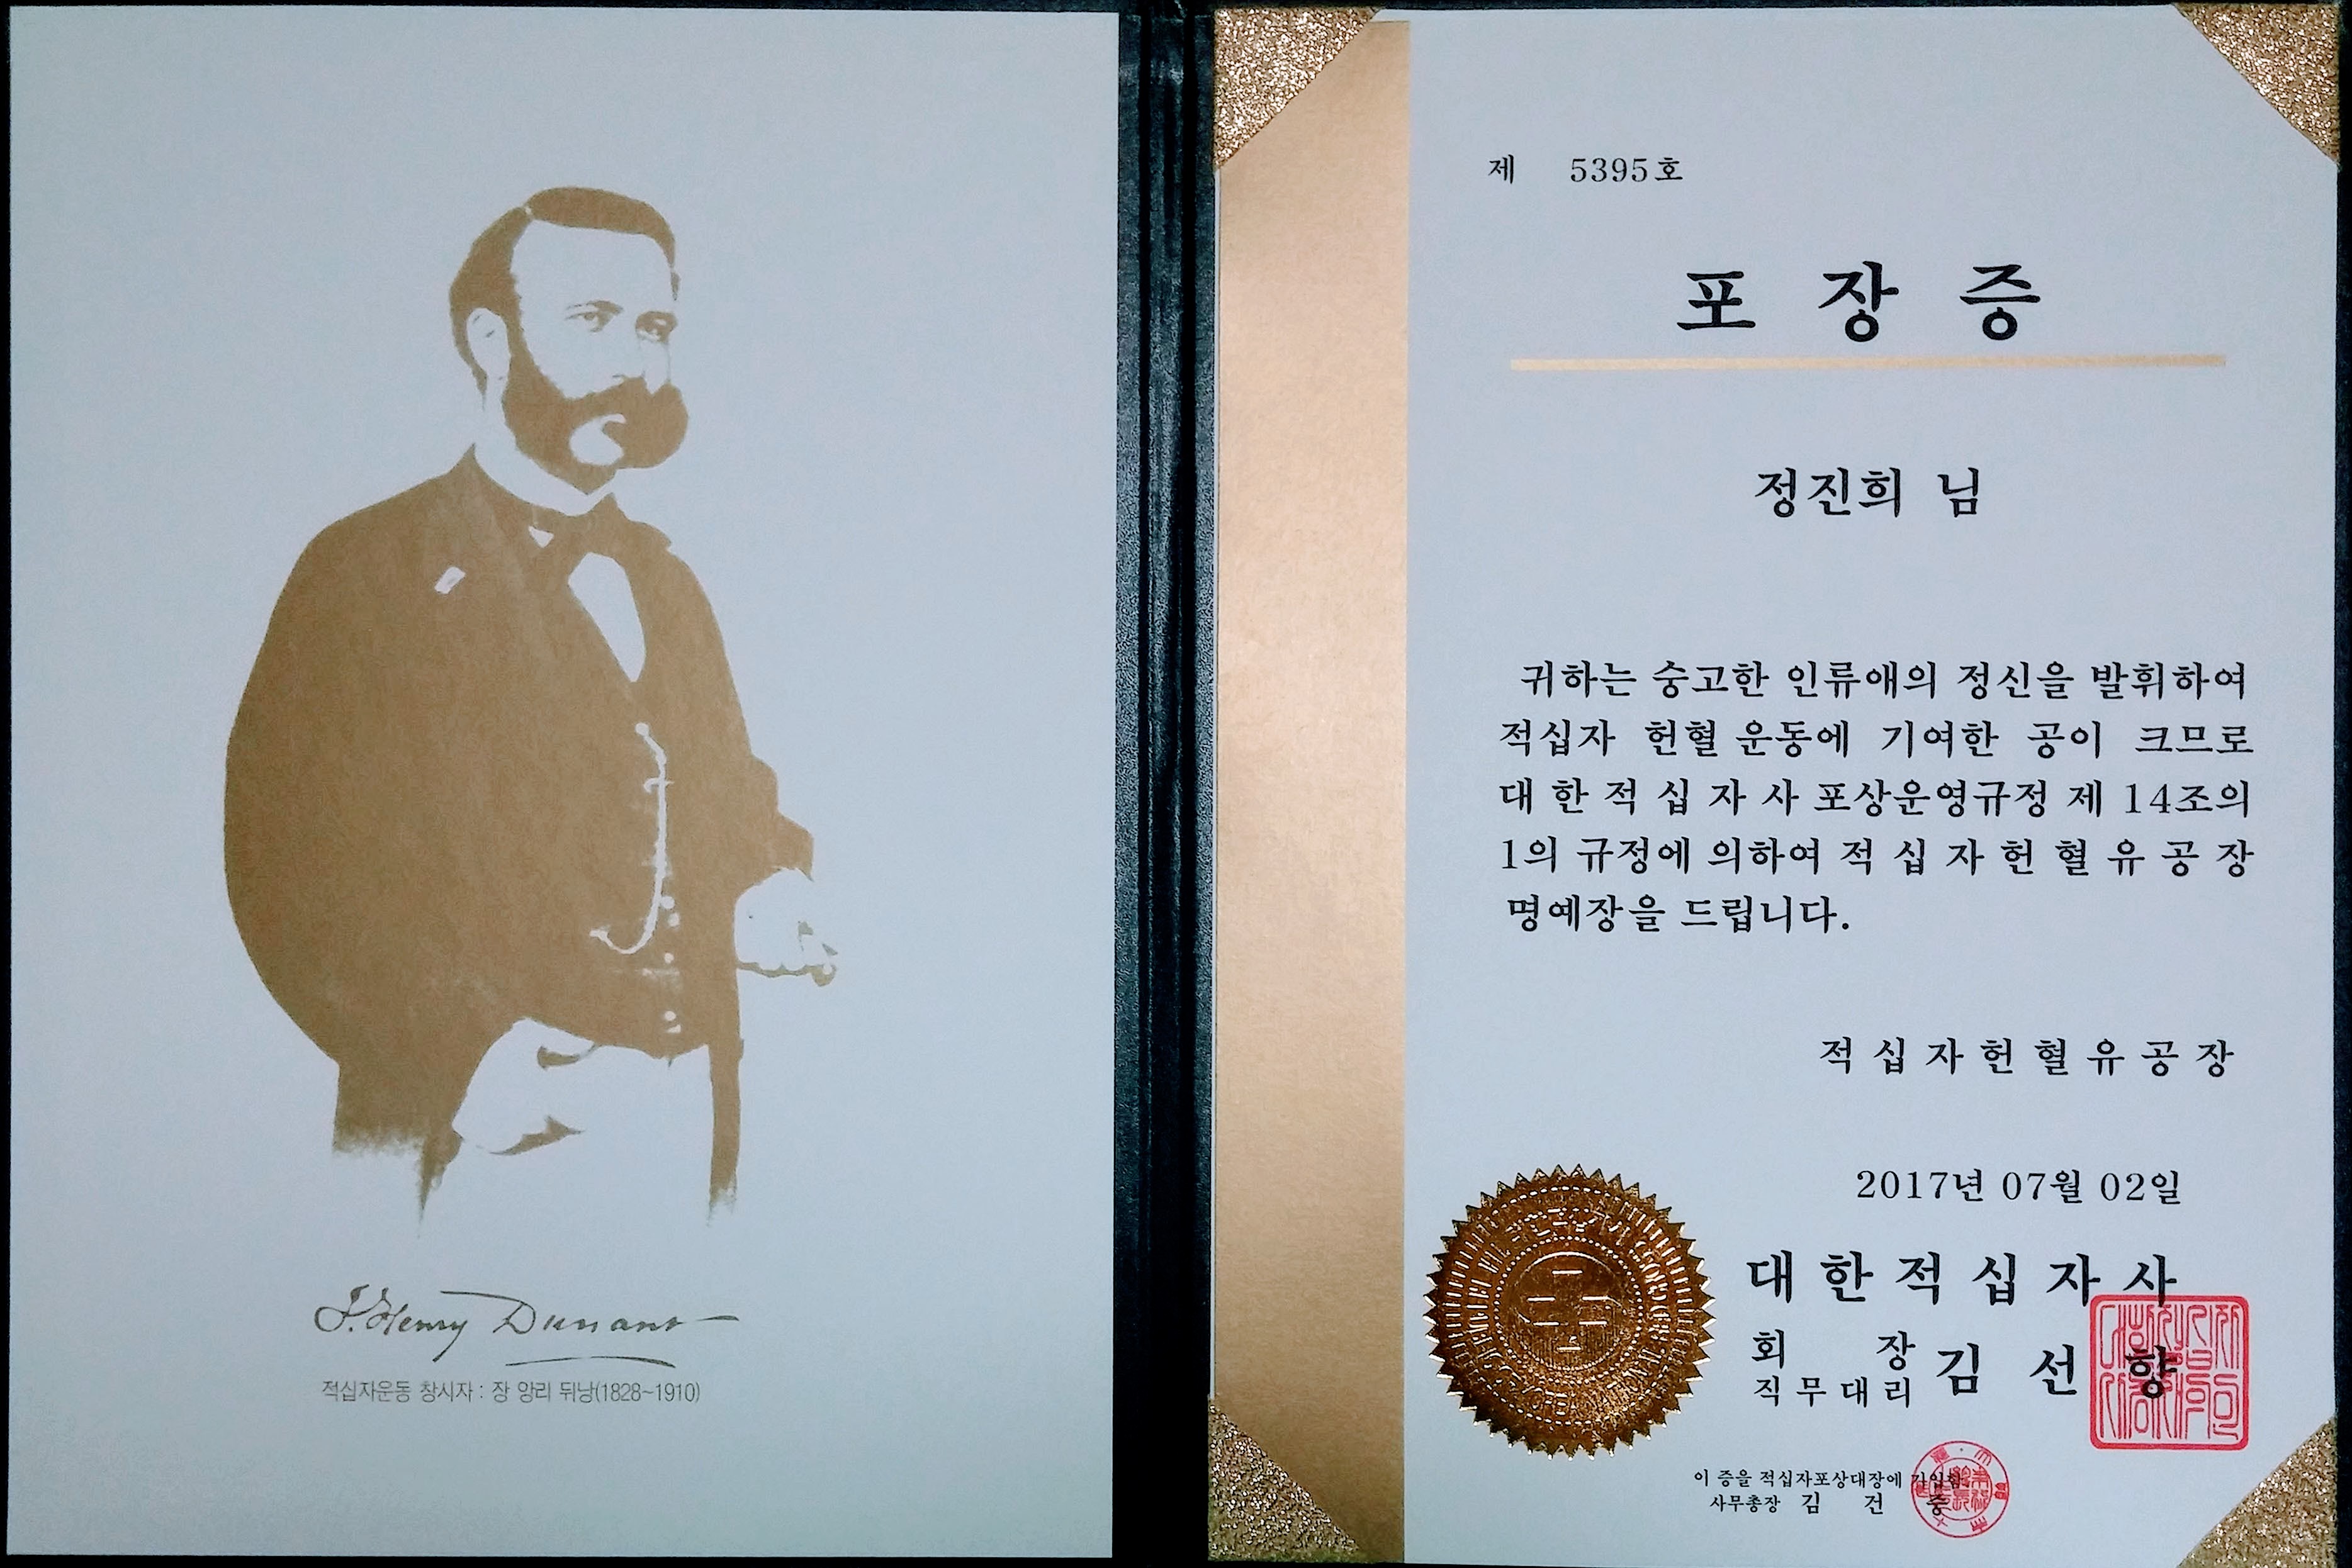 J. Henry Dunant
적십자운동 창시자 : 장 앙리 뒤낭(1828~1910)
제 5395호
포 장 증
정진희 님
귀하는 숭고한 인류애의 정신을 발휘하여
적십자 헌혈 운동에 기여한 공이 크므로
대 한 적 십 자 사 포상운영규정 제 14조의
1의 규정에 의하여 적 십 자 헌 혈 유 공 장
명예장을 드립니다.
적 십 자 헌 혈 유 공 장
2017년 07월 02일
대 한 적 십 자 사
회 장
직 무 대 리 김 선 향
이 증을 적십자포상대장에 기입함.
사무총장 김 건 중